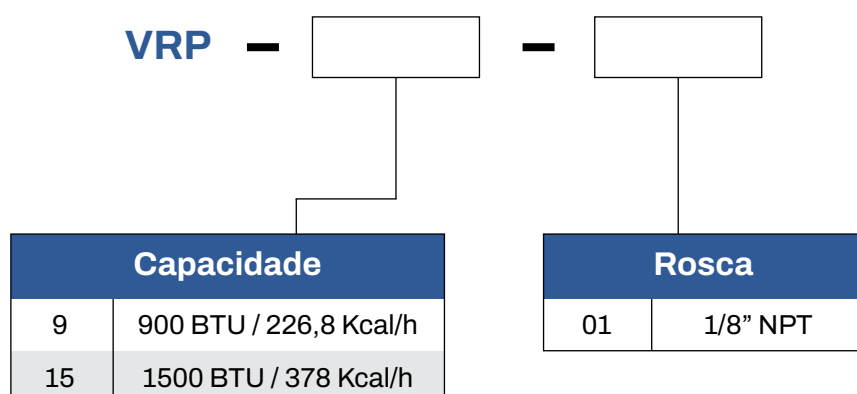 VRP – –
Capacidade
9 900 BTU / 226,8 Kcal/h
15 1500 BTU / 378 Kcal/h
Rosca
01 1/8” NPT